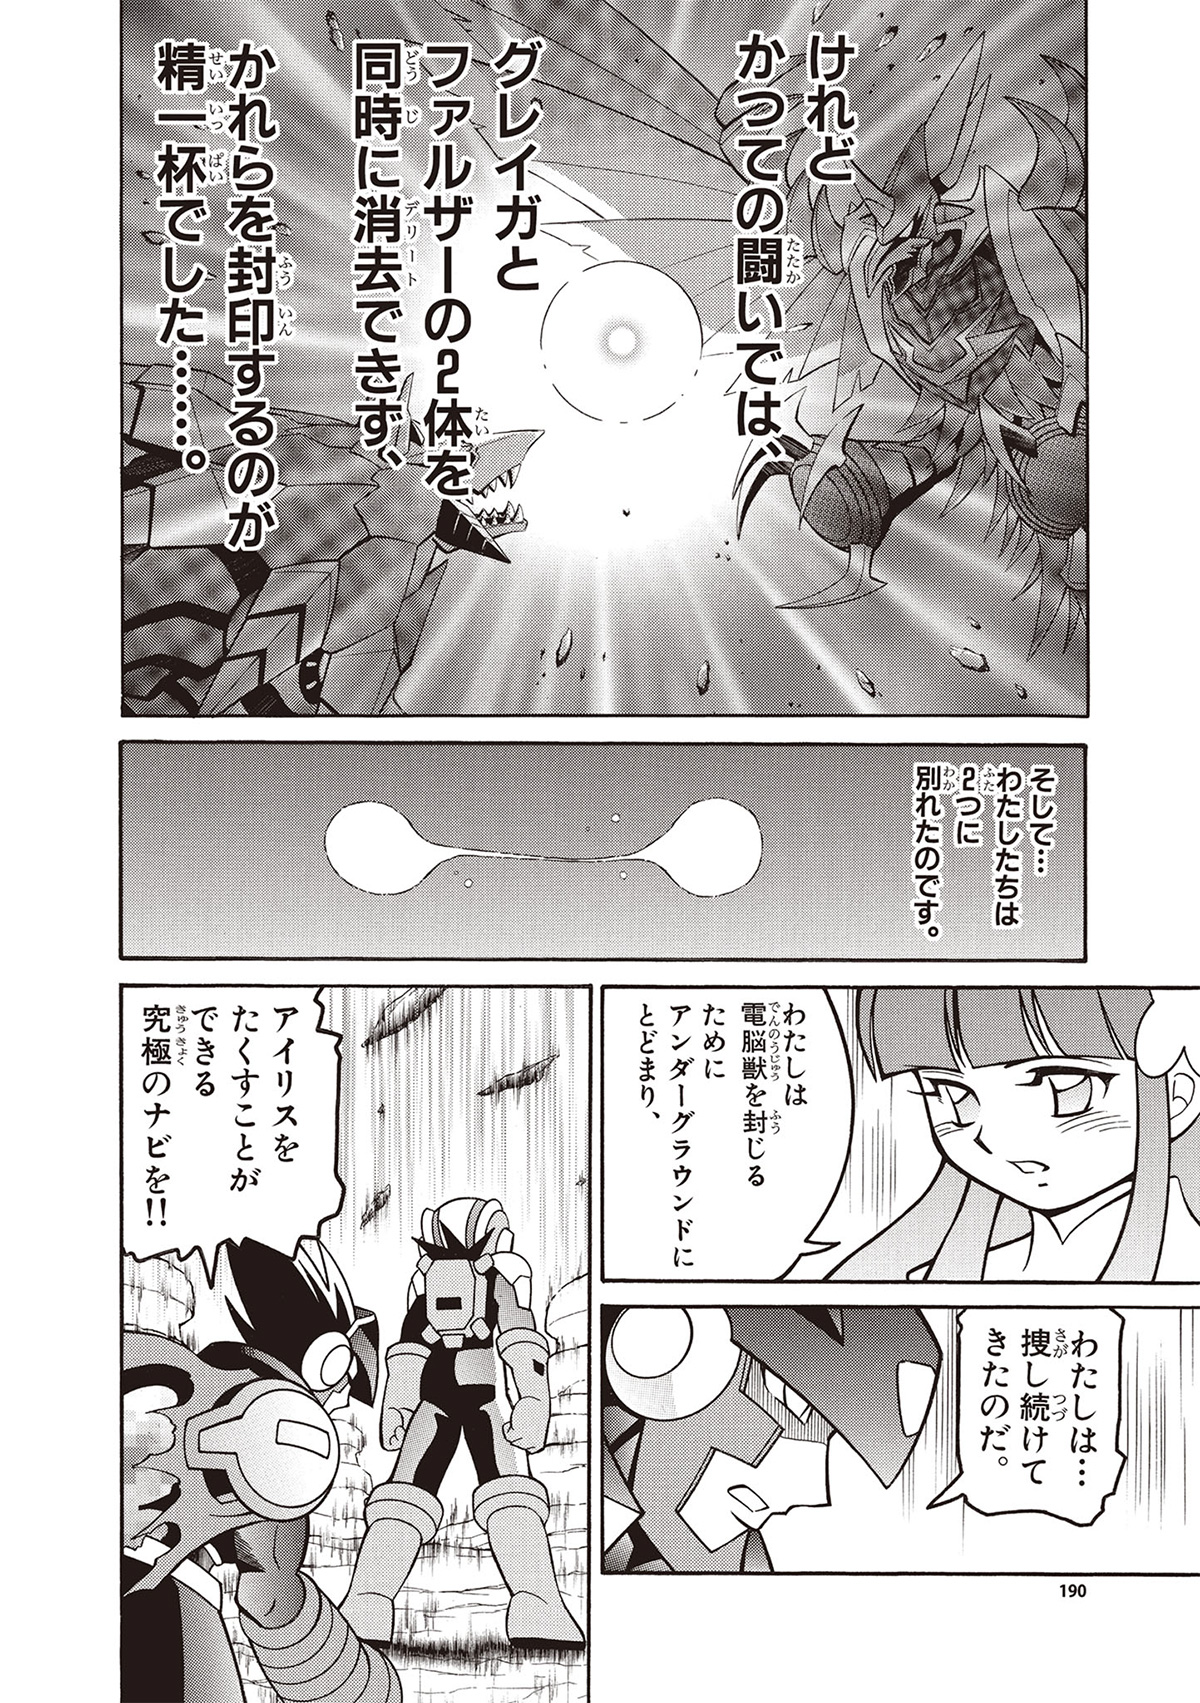 けれど
かつての闘いでは、
グレイガと
ファルザーの2体を
同時に消去できず、
かれらを封印するのが
精一杯でした………。
そして…
わたしたちは
2つに
別れたのです。
わたしは
電脳獣を封じる
ために
アンダーグラウンドに
とどまり、
わたしは…
捜し続けて
きたのだ。
アイリスを
たくすことが
できる
究極のナビを!!
190